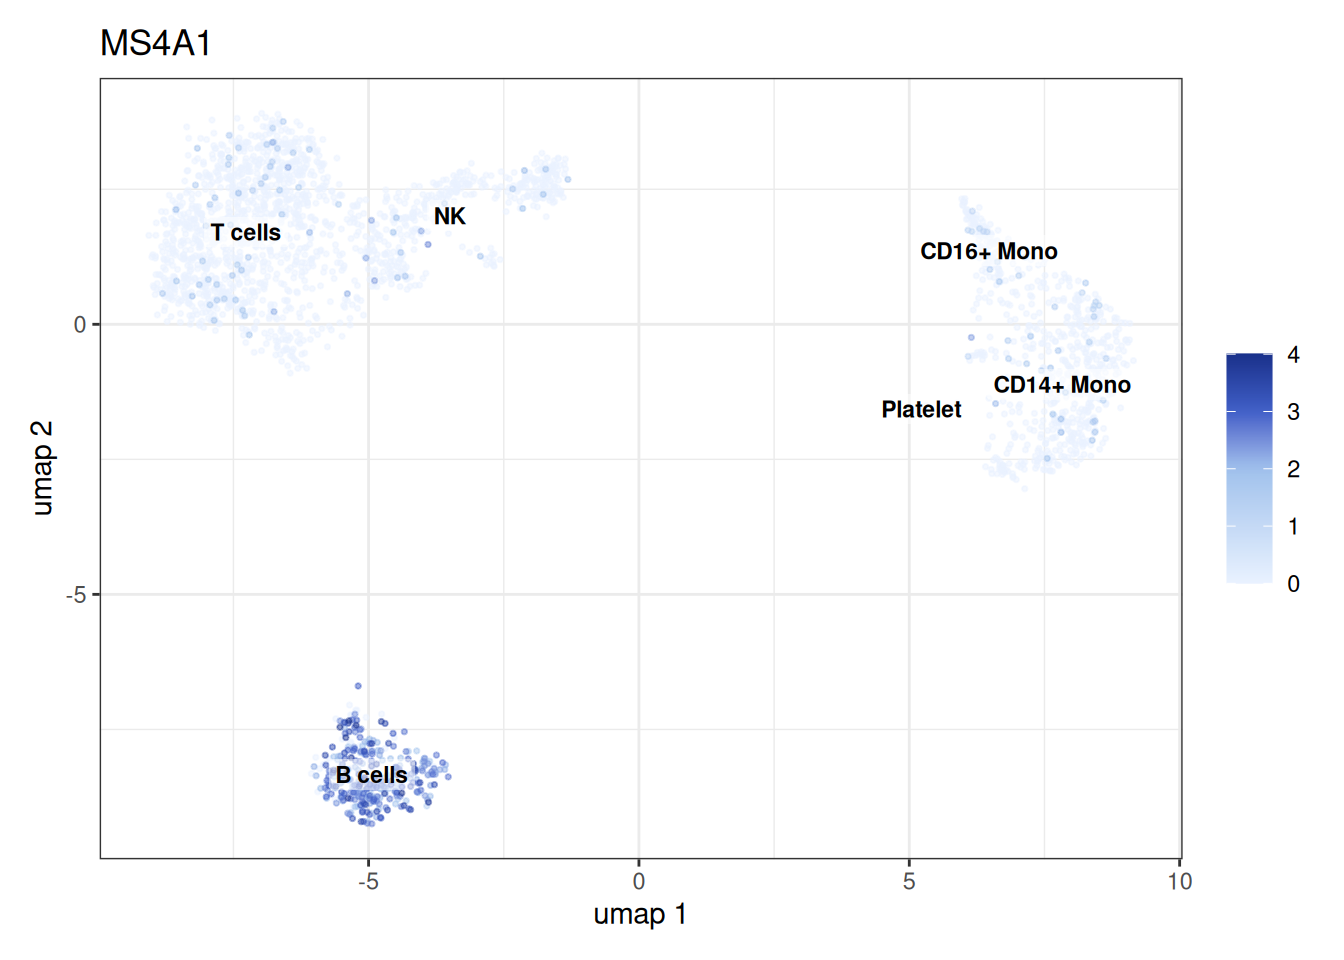 MS4A1
NK
T cells
CD16+ Mono
0
4
CD14+ Mono
3
Platelet
umap 2
2
1
0
-5
B cells
-5
0
5
10
umap 1